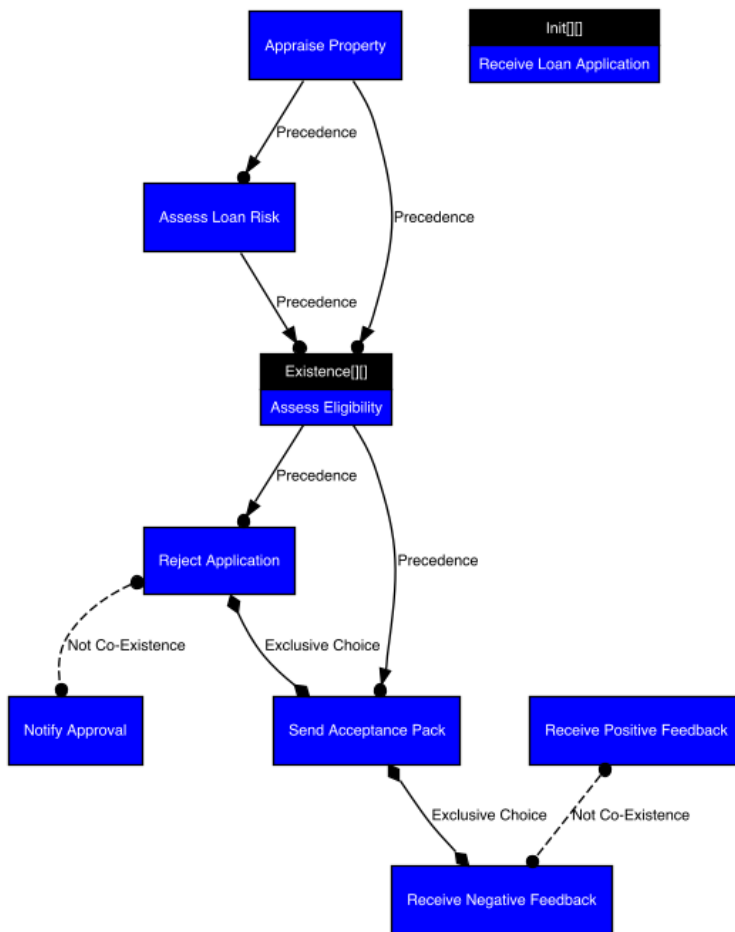 Appraise Property
Init[][]
Receive Loan Application
Precedence
Assess Loan Risk
Precedence
Precedence
Existence[][]
Assess Eligibility
Precedence
Reject Application
Precedence
Not Co-Existence
Exclusive Choice
Notify Approval
Send Acceptance Pack
Receive Positive Feedback
Exclusive Choice
Not Co-Existence
Receive Negative Feedback